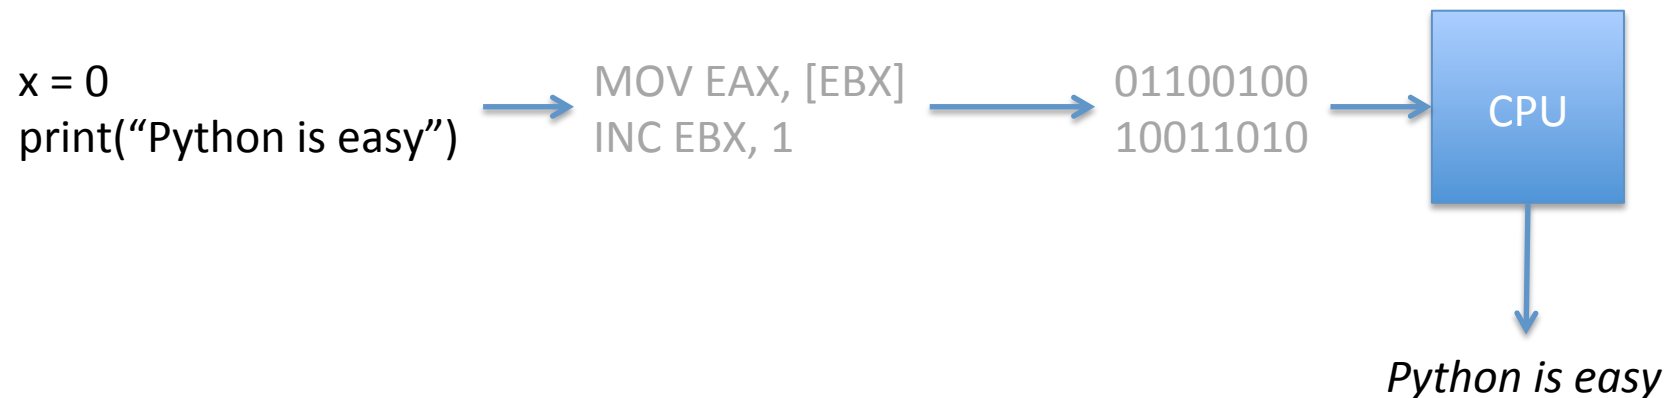 x = 0
print(“Python is easy”)
MOV EAX, [EBX]
INC EBX, 1
01100100
10011010
CPU
Python is easy